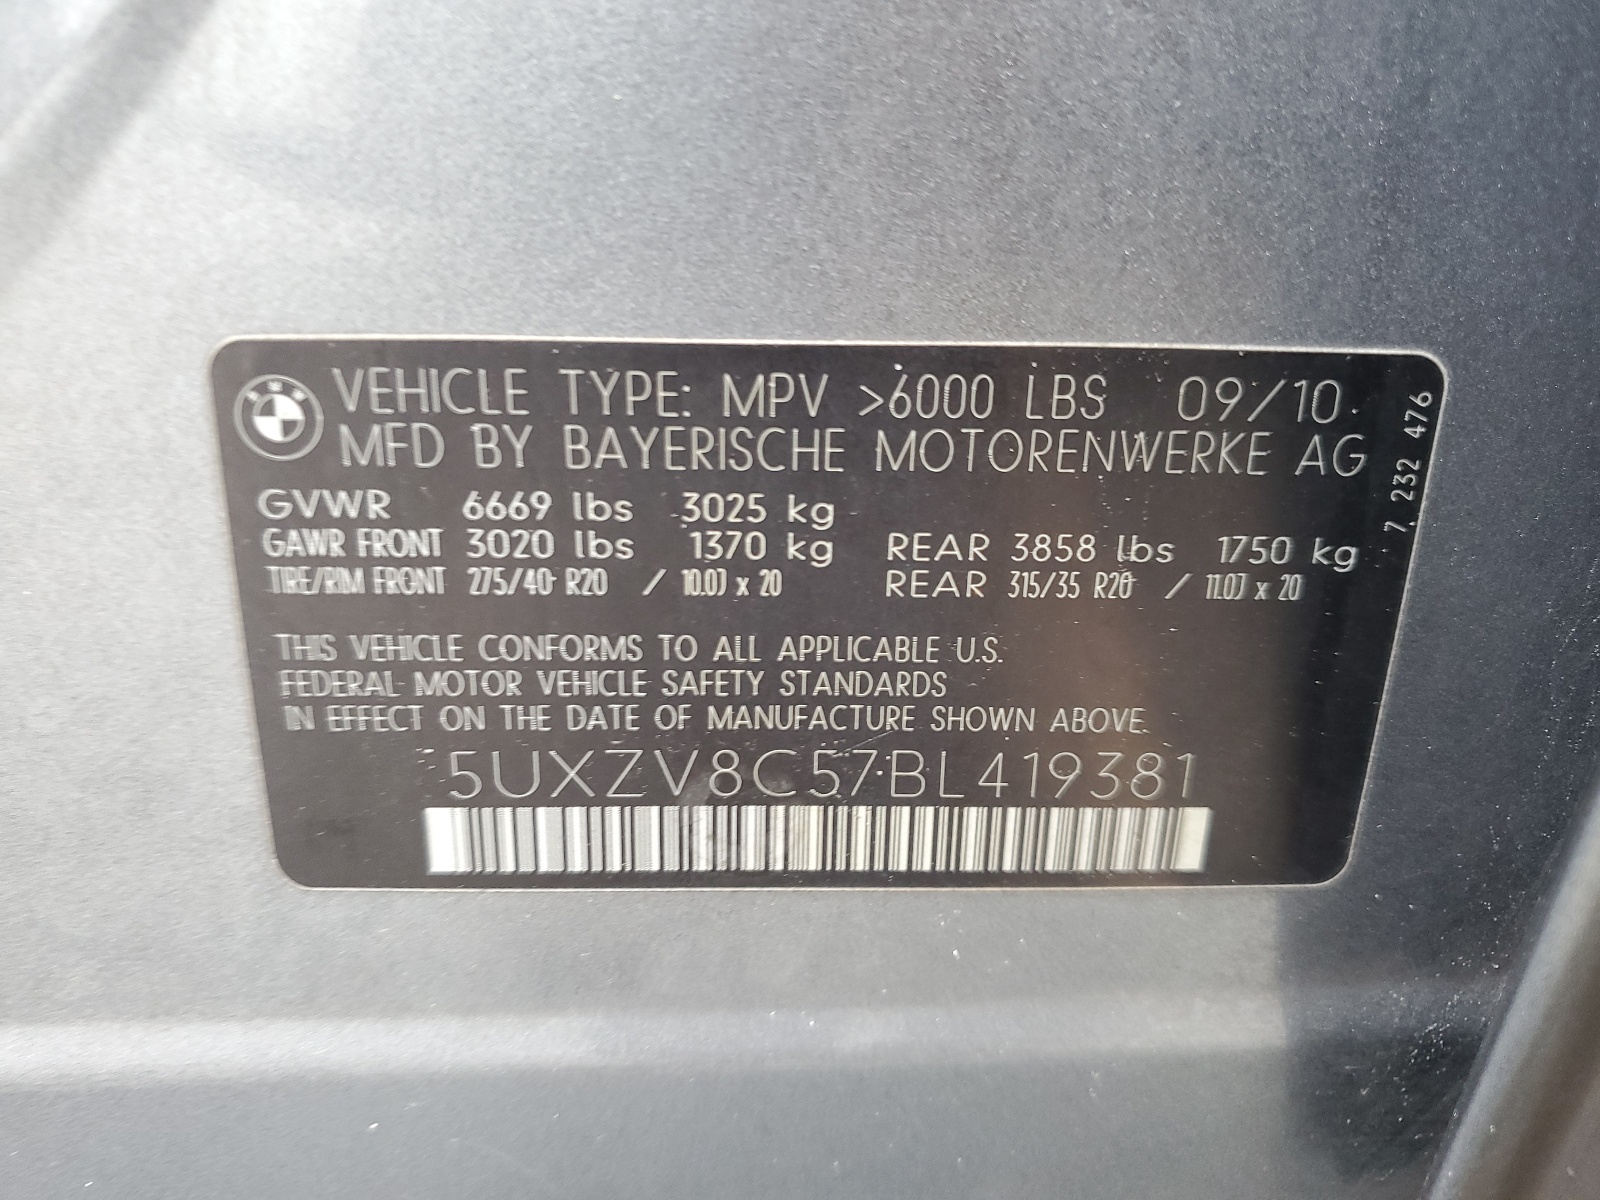 VEHICLE TYPE: MPV >6000 LBS 09/10
MFD BY BAYERISCHE MOTORENWERKE AG
GVWR 6669 lbs 3025 kg
GAWR FRONT 3020 lbs 1370 kg REAR 3858 lbs 1750 kg
TIRE/RIM FRONT 275/40 R20 / 10.0J x 20 REAR 315/35 R20 / 11.0J x 20
THIS VEHICLE CONFORMS TO ALL APPLICABLE U.S.
FEDERAL MOTOR VEHICLE SAFETY STANDARDS
IN EFFECT ON THE DATE OF MANUFACTURE SHOWN ABOVE.
5UXZV8C57BL419381
7 232 476